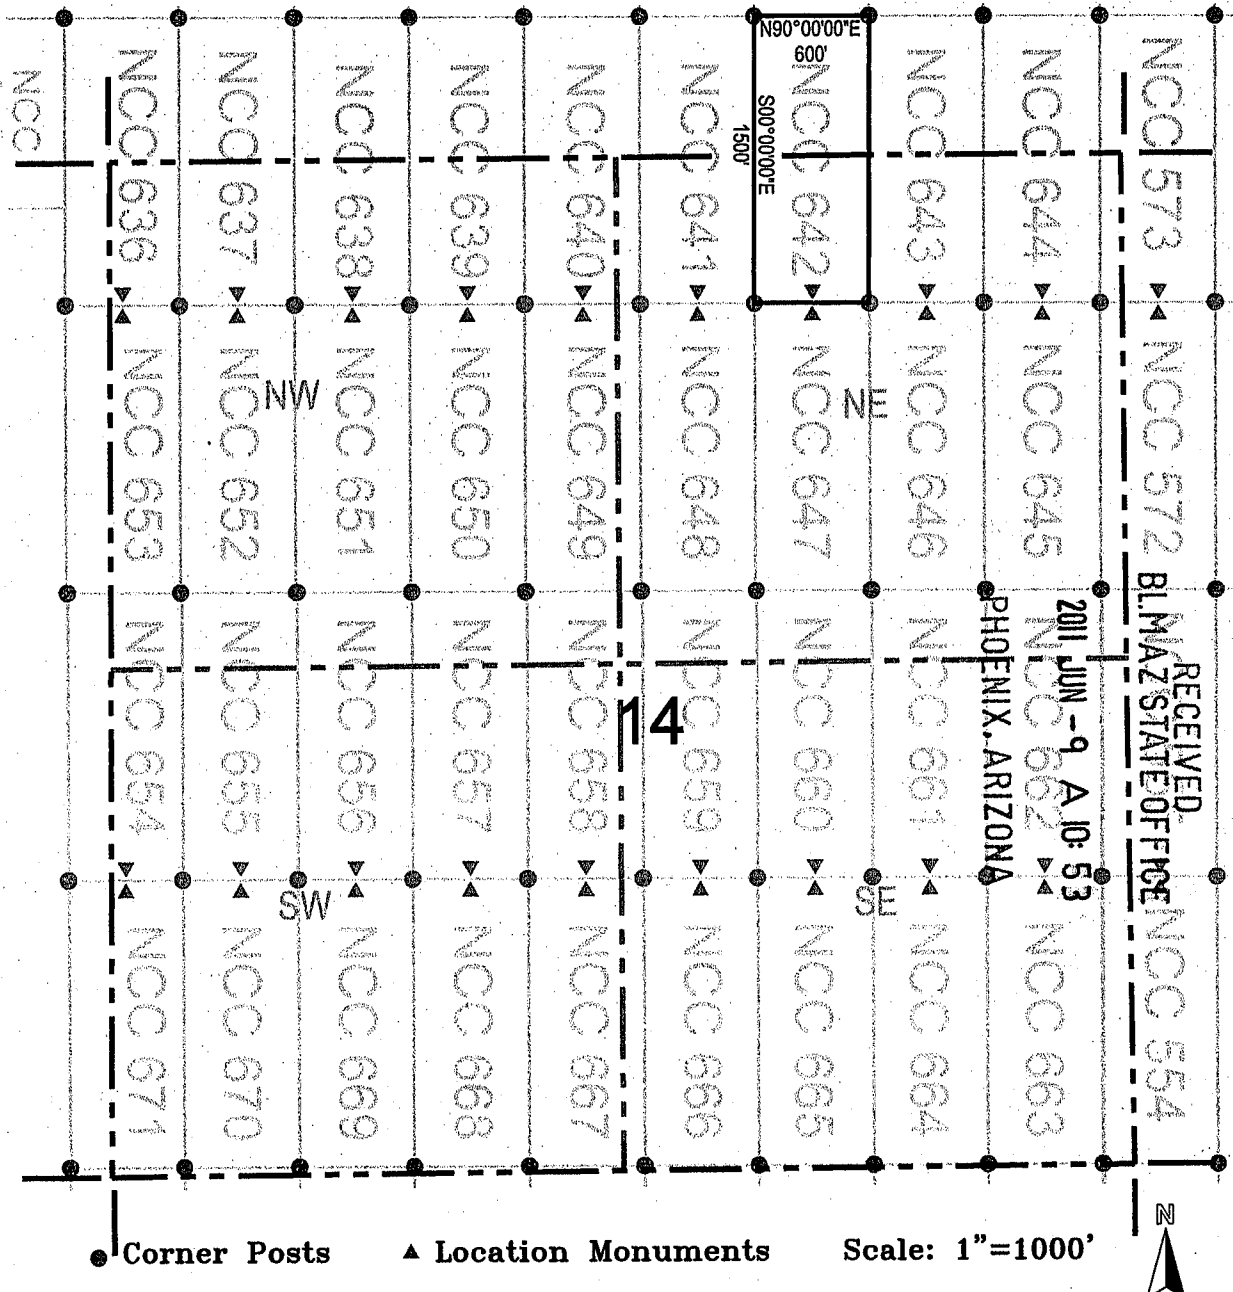 N90°00'00"E
600'
S00°00'00"E
1500'
NCC
NCC 636
NCC 637
NCC 638
NCC 639
NCC 640
NCC 641
NCC 642
NCC 643
NCC 644
NCC 573
NW
NE
NCC 653
NCC 652
NCC 651
NCC 650
NCC 649
NCC 648
NCC 647
NCC 646
NCC 645
NCC 572
14
NCC 654
NCC 655
NCC 656
NCC 657
NCC 658
NCC 659
NCC 660
NCC 661
NCC 662
RECEIVED
BLM AZ STATE OFFICE
2011 JUN -9 A 10: 53
PHOENIX, ARIZONA
SW
SE
NCC 671
NCC 670
NCC 669
NCC 668
NCC 667
NCC 666
NCC 665
NCC 664
NCC 663
NCC 554
Corner Posts
Location Monuments
Scale: 1"=1000'
N